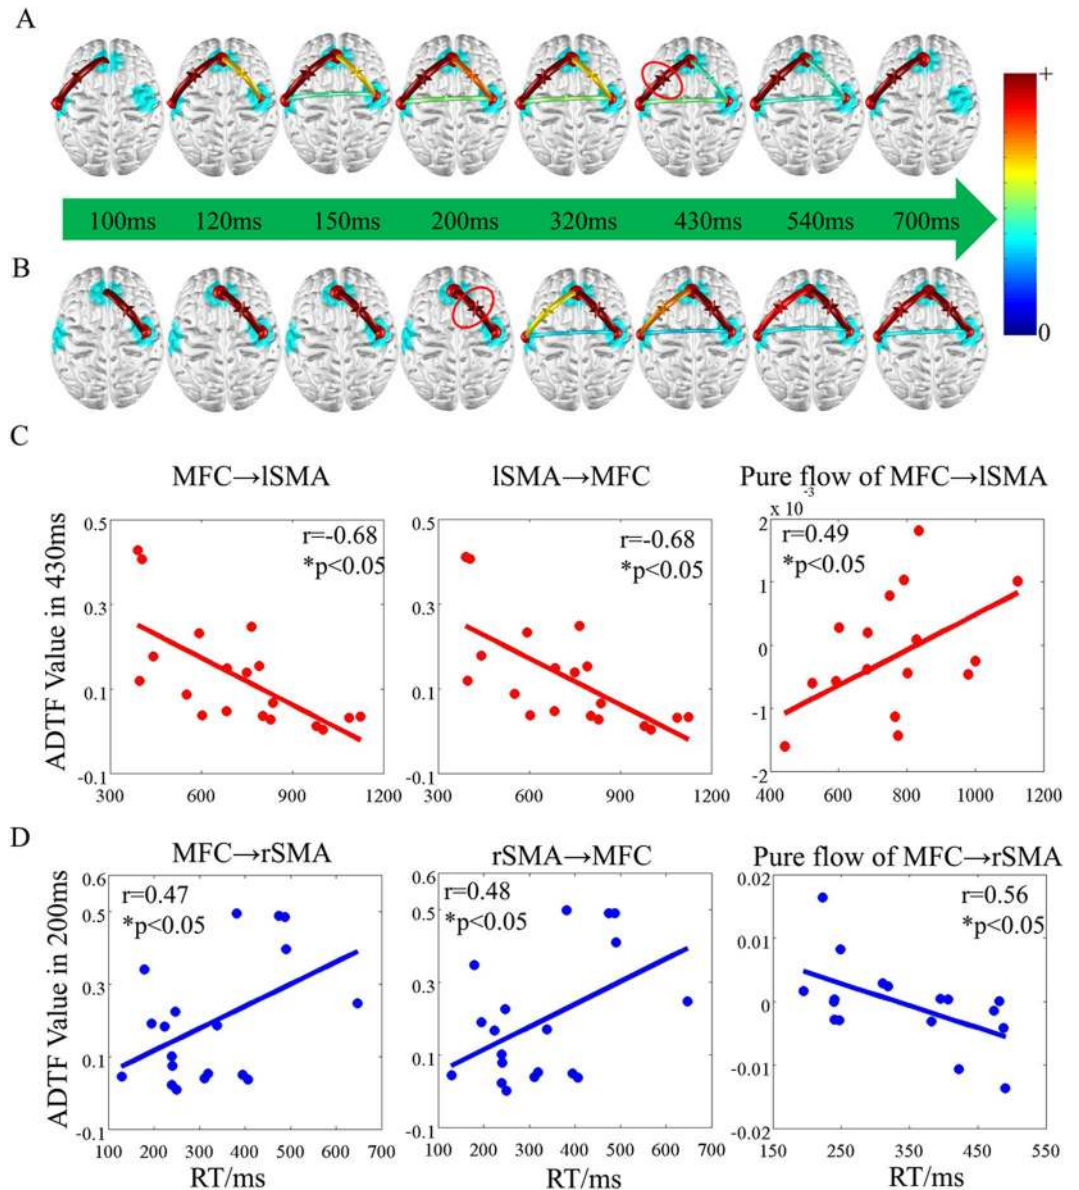 A
+
0
100ms 120ms 150ms 200ms 320ms 430ms 540ms 700ms
B
C
MFC→lSMA
lSMA→MFC
Pure flow of MFC→lSMA
ADTF Value in 430ms
0.5
0.3
0.1
-0.1
300 600 900 1200
r=-0.68
*p<0.05
0.5
0.3
0.1
-0.1
300 600 900 1200
r=-0.68
*p<0.05
x 10⁻³
2
1
0
-1
-2
400 600 800 1000 1200
r=0.49
*p<0.05
D
MFC→rSMA
rSMA→MFC
Pure flow of MFC→rSMA
ADTF Value in 200ms
0.6
0.5
0.3
0.1
-0.1
100 200 300 400 500 600 700
r=0.47
*p<0.05
RT/ms
0.6
0.5
0.3
0.1
-0.1
100 200 300 400 500 600 700
r=0.48
*p<0.05
RT/ms
0.02
0.01
0
-0.01
-0.02
150 250 350 450 550
r=0.56
*p<0.05
RT/ms